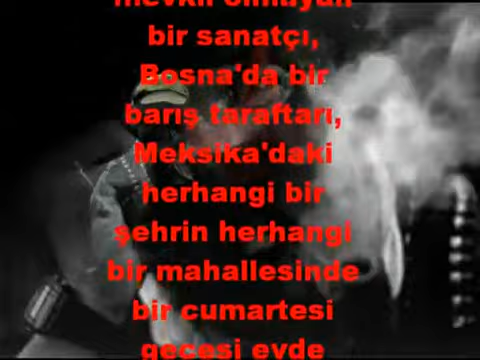 mevkii olmayan
bir sanatçı,
Bosna'da bir
barış taraftarı,
Meksika'daki
herhangi bir
şehrin herhangi
bir mahallesinde
bir cumartesi
gecesi evde